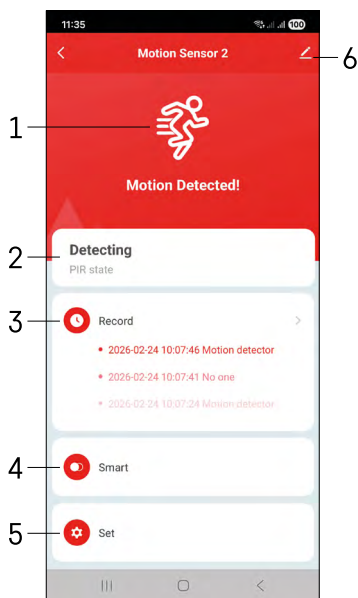 11:35
100
Motion Sensor 2
6
1
Motion Detected!
2
Detecting
PIR state
3
Record
• 2026-02-24 10:07:46 Motion detector
• 2026-02-24 10:07:41 No one
• 2026-02-24 10:07:24 Motion detector
4
Smart
5
Set